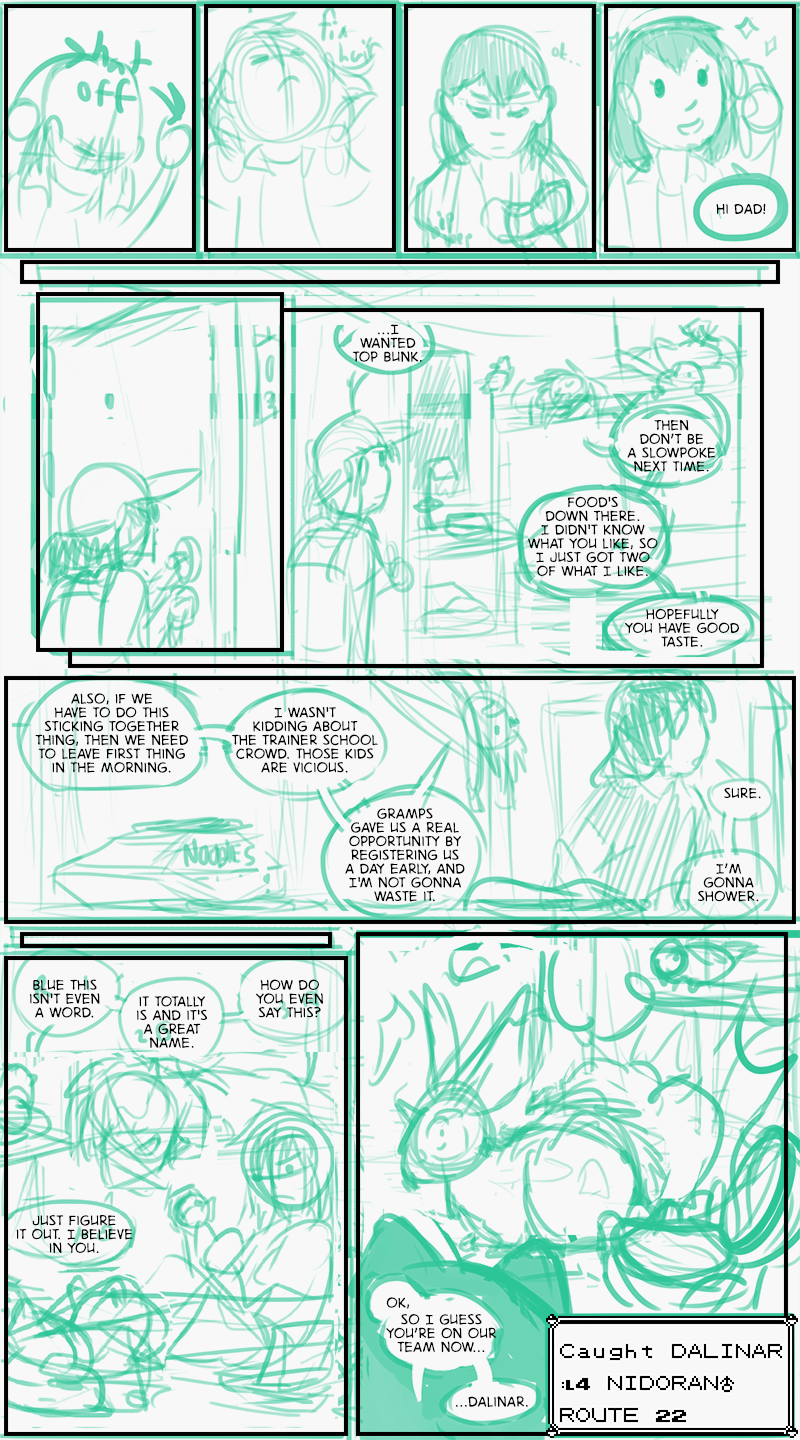 hat
off
fix
hair
ok..
HI DAD!
...I
WANTED
TOP BUNK.
THEN
DON'T BE
A SLOWPOKE
NEXT TIME.
FOOD'S
DOWN THERE.
I DIDN'T KNOW
WHAT YOU LIKE, SO
I JUST GOT TWO
OF WHAT I LIKE.
HOPEFULLY
YOU HAVE GOOD
TASTE.
ALSO, IF WE
HAVE TO DO THIS
STICKING TOGETHER
THING, THEN WE NEED
TO LEAVE FIRST THING
IN THE MORNING.
I WASN'T
KIDDING ABOUT
THE TRAINER SCHOOL
CROWD. THOSE KIDS
ARE VICIOUS.
GRAMPS
GAVE US A REAL
OPPORTUNITY BY
REGISTERING US
A DAY EARLY, AND
I'M NOT GONNA
WASTE IT.
NOODLES
SURE.
I'M
GONNA
SHOWER.
BLUE THIS
ISN'T EVEN
A WORD.
IT TOTALLY
IS AND IT'S
A GREAT
NAME.
HOW DO
YOU EVEN
SAY THIS?
JUST FIGURE
IT OUT. I BELIEVE
IN YOU.
OK,
SO I GUESS
YOU'RE ON OUR
TEAM NOW...
...DALINAR.
Caught DALINAR
:L4 NIDORAN♂
ROUTE 22